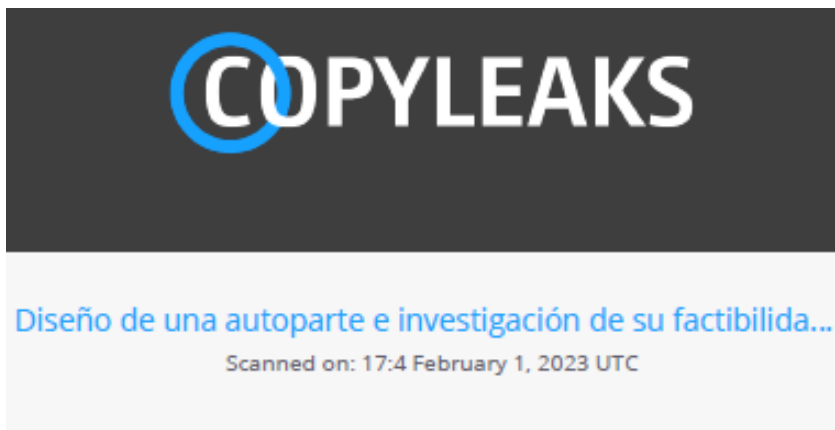 COPYLEAKS
Diseño de una autoparte e investigación de su factibilida...
Scanned on: 17:4 February 1, 2023 UTC